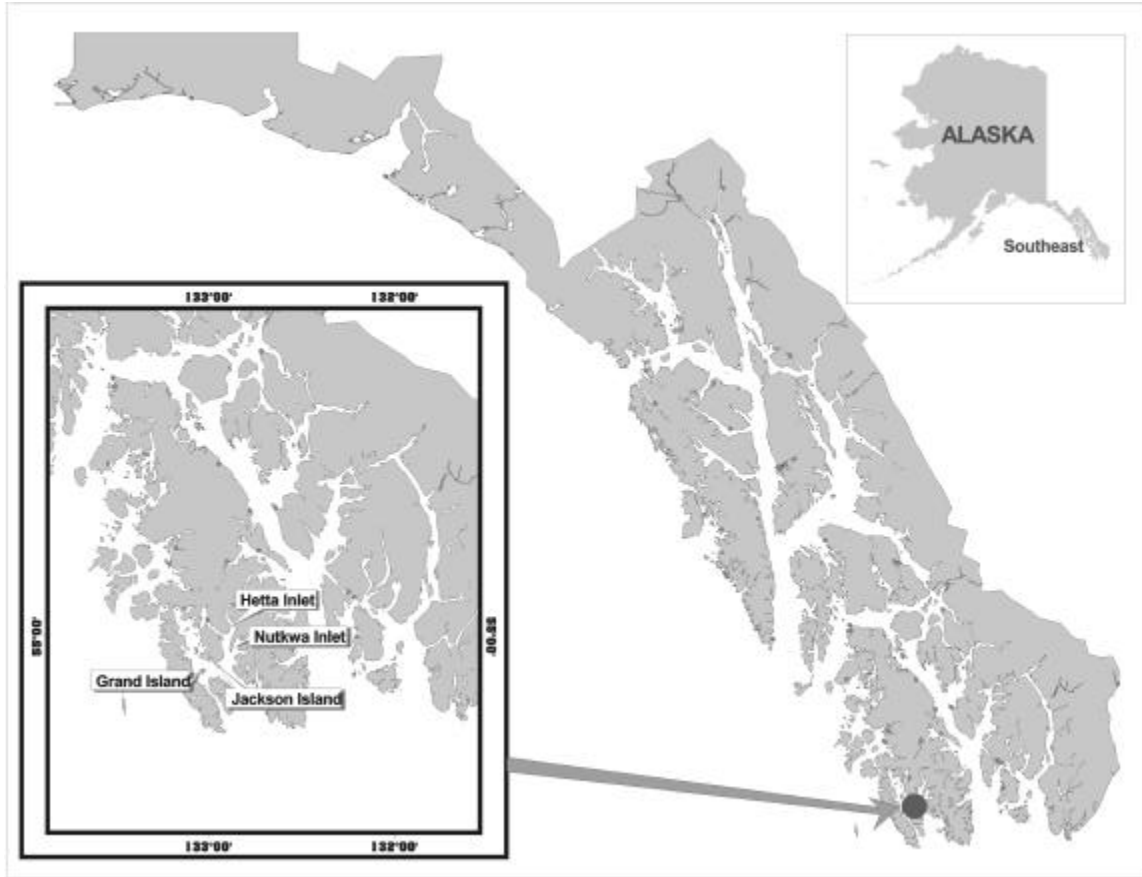 ALASKA
Southeast
133°00'
132°00'
55°00'
55°00'
Hetta Inlet
Nutkwa Inlet
Grand Island
Jackson Island
133°00'
132°00'